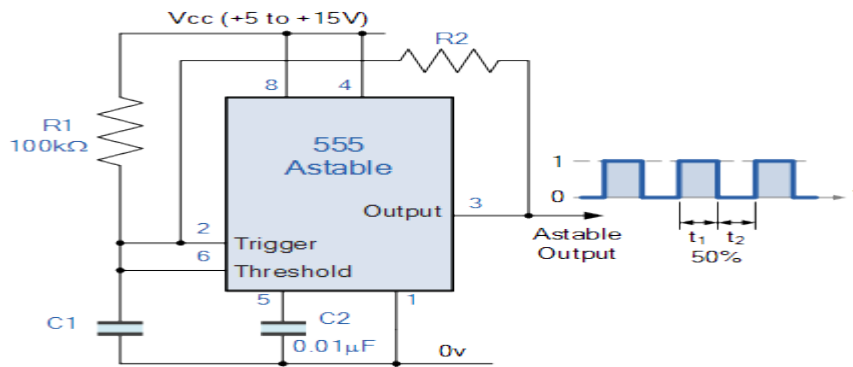 Vcc (+5 to +15V)
R2
8
4
R1
100kΩ
555
Astable
1
0
Output
3
2
Trigger
6
Threshold
Astable
Output
t1
t2
50%
5
1
C1
C2
0.01µF
0v